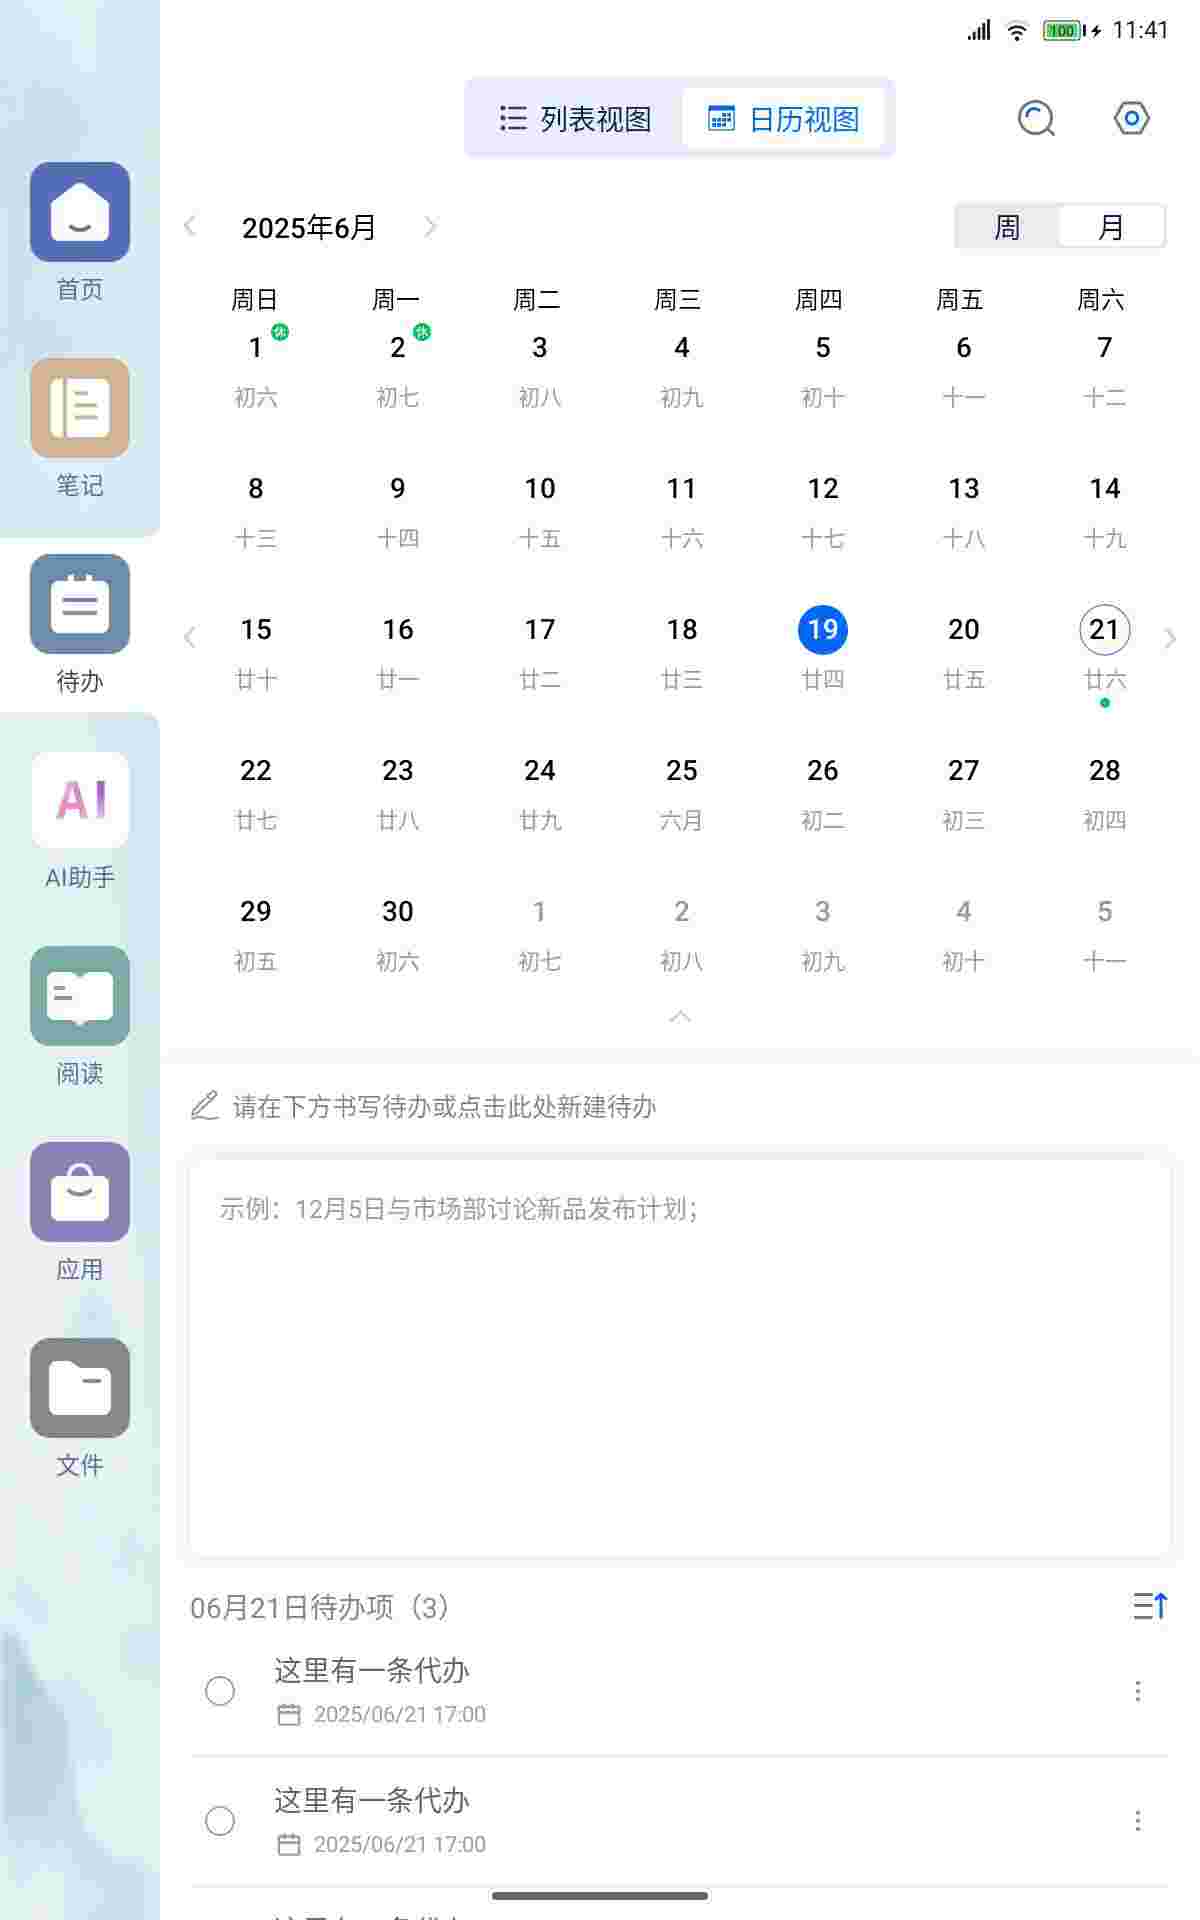 100 11:41
列表视图 日历视图
首页
笔记
待办
AI
AI助手
阅读
应用
文件
2025年6月 周 月
周日 周一 周二 周三 周四 周五 周六
1 休 2 休 3 4 5 6 7
初六 初七 初八 初九 初十 十一 十二
8 9 10 11 12 13 14
十三 十四 十五 十六 十七 十八 十九
15 16 17 18 19 20 21
廿十 廿一 廿二 廿三 廿四 廿五 廿六
22 23 24 25 26 27 28
廿七 廿八 廿九 六月 初二 初三 初四
29 30 1 2 3 4 5
初五 初六 初七 初八 初九 初十 十一
请在下方书写待办或点击此处新建待办
示例：12月5日与市场部讨论新品发布计划；
06月21日待办项（3）
这里有一条代办
2025/06/21 17:00
这里有一条代办
2025/06/21 17:00